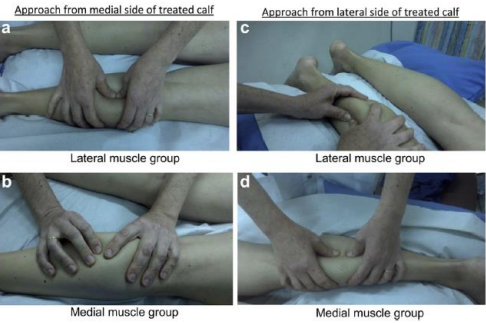 Approach from medial side of treated calf
Approach from lateral side of treated calf
a
c
Lateral muscle group
Lateral muscle group
b
d
Medial muscle group
Medial muscle group